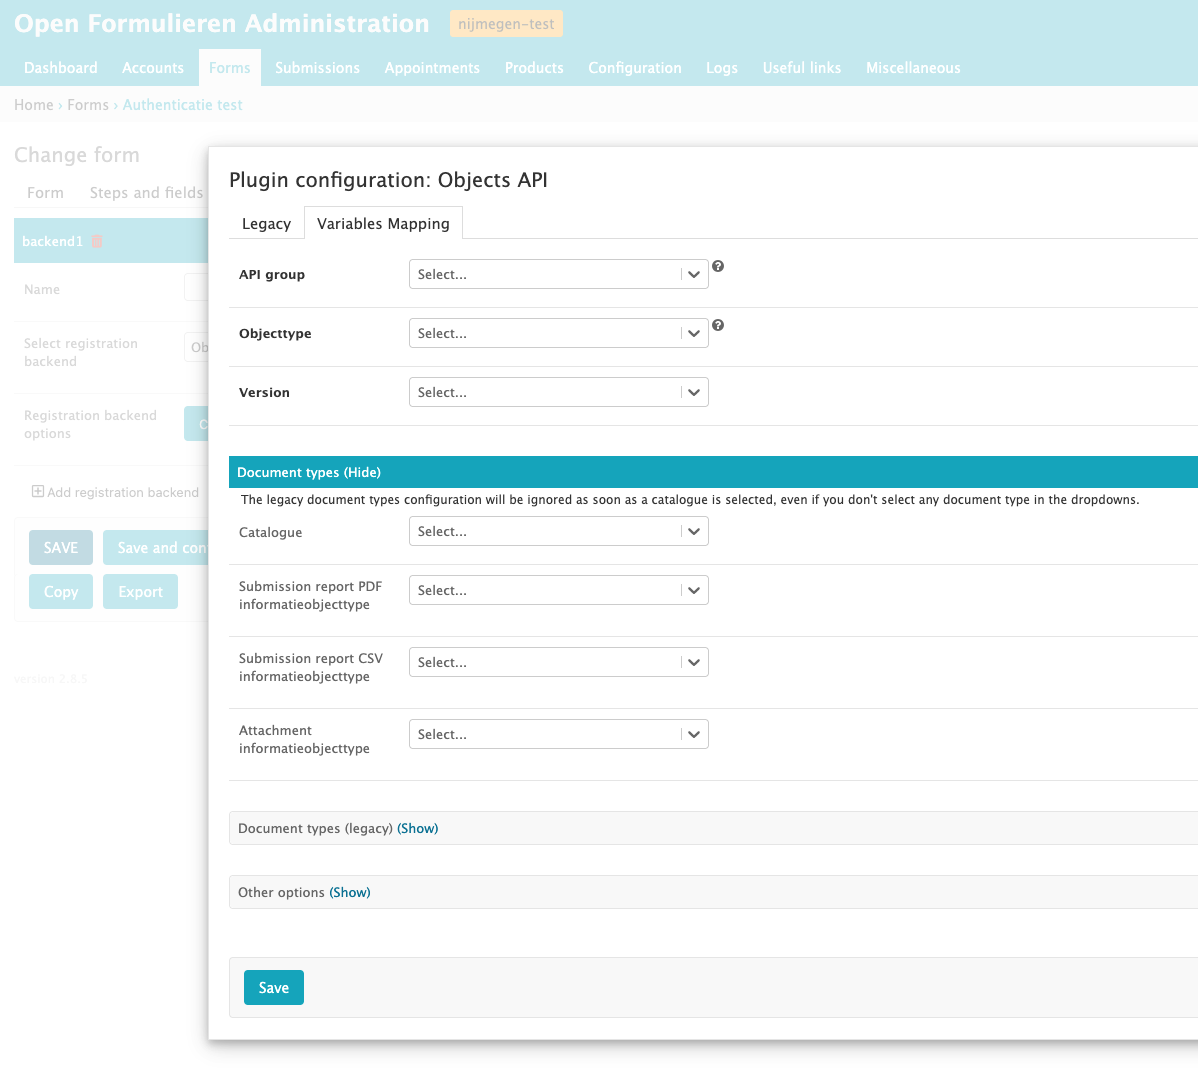 Open Formulieren Administration nijmegen-test
Dashboard Accounts Forms Submissions Appointments Products Configuration Logs Useful links Miscellaneous
Home › Forms › Authenticatie test
Change form
Form Steps and fields
backend1
Name
Select registration
backend
Registration backend
options
Add registration backend
SAVE
Copy Export
version 2.8.5
Plugin configuration: Objects API
Legacy Variables Mapping
API group Select...
Objecttype Select...
Version Select...
Document types (Hide)
The legacy document types configuration will be ignored as soon as a catalogue is selected, even if you don't select any document type in the dropdowns.
Catalogue Select...
Submission report PDF
informatieobjecttype
Select...
Submission report CSV
informatieobjecttype
Select...
Attachment
informatieobjecttype
Select...
Document types (legacy) (Show)
Other options (Show)
Save